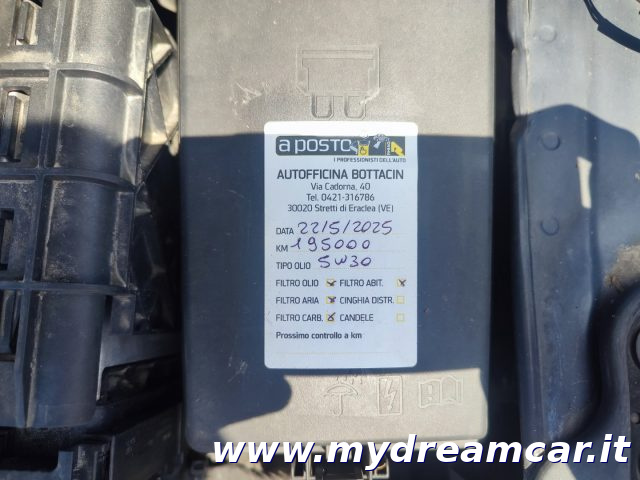 a posto
I PROFESSIONISTI DELL'AUTO
AUTOFFICINA BOTTACIN
Via Cadorna, 40
Tel. 0421-316786
30020 Stretti di Eraclea (VE)
DATA 22/5/2025
KM 195000
TIPO OLIO 5W30
FILTRO OLIO FILTRO ABIT.
FILTRO ARIA CINGHIA DISTR.
FILTRO CARB. CANDELE
Prossimo controllo a km
www.mydreamcar.it